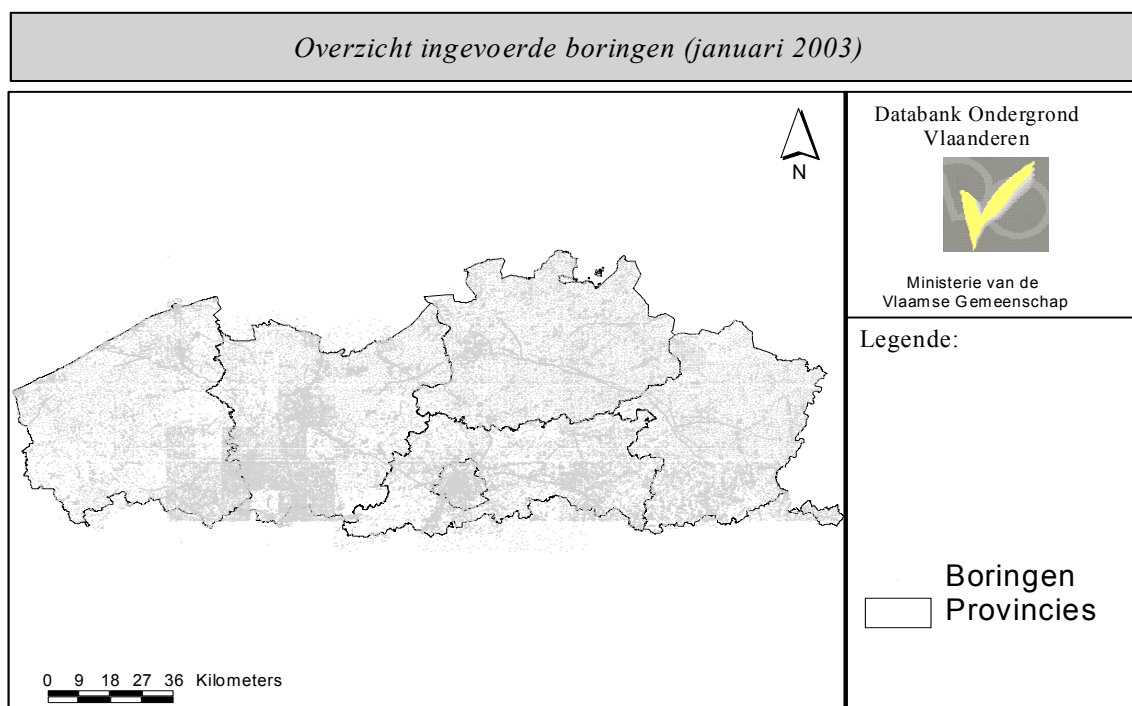 Overzicht ingevoerde boringen (januari 2003)
N
Databank Ondergrond
Vlaanderen
Ministerie van de
Vlaamse Gemeenschap
Legende:
Boringen
Provincies
0 9 18 27 36 Kilometers